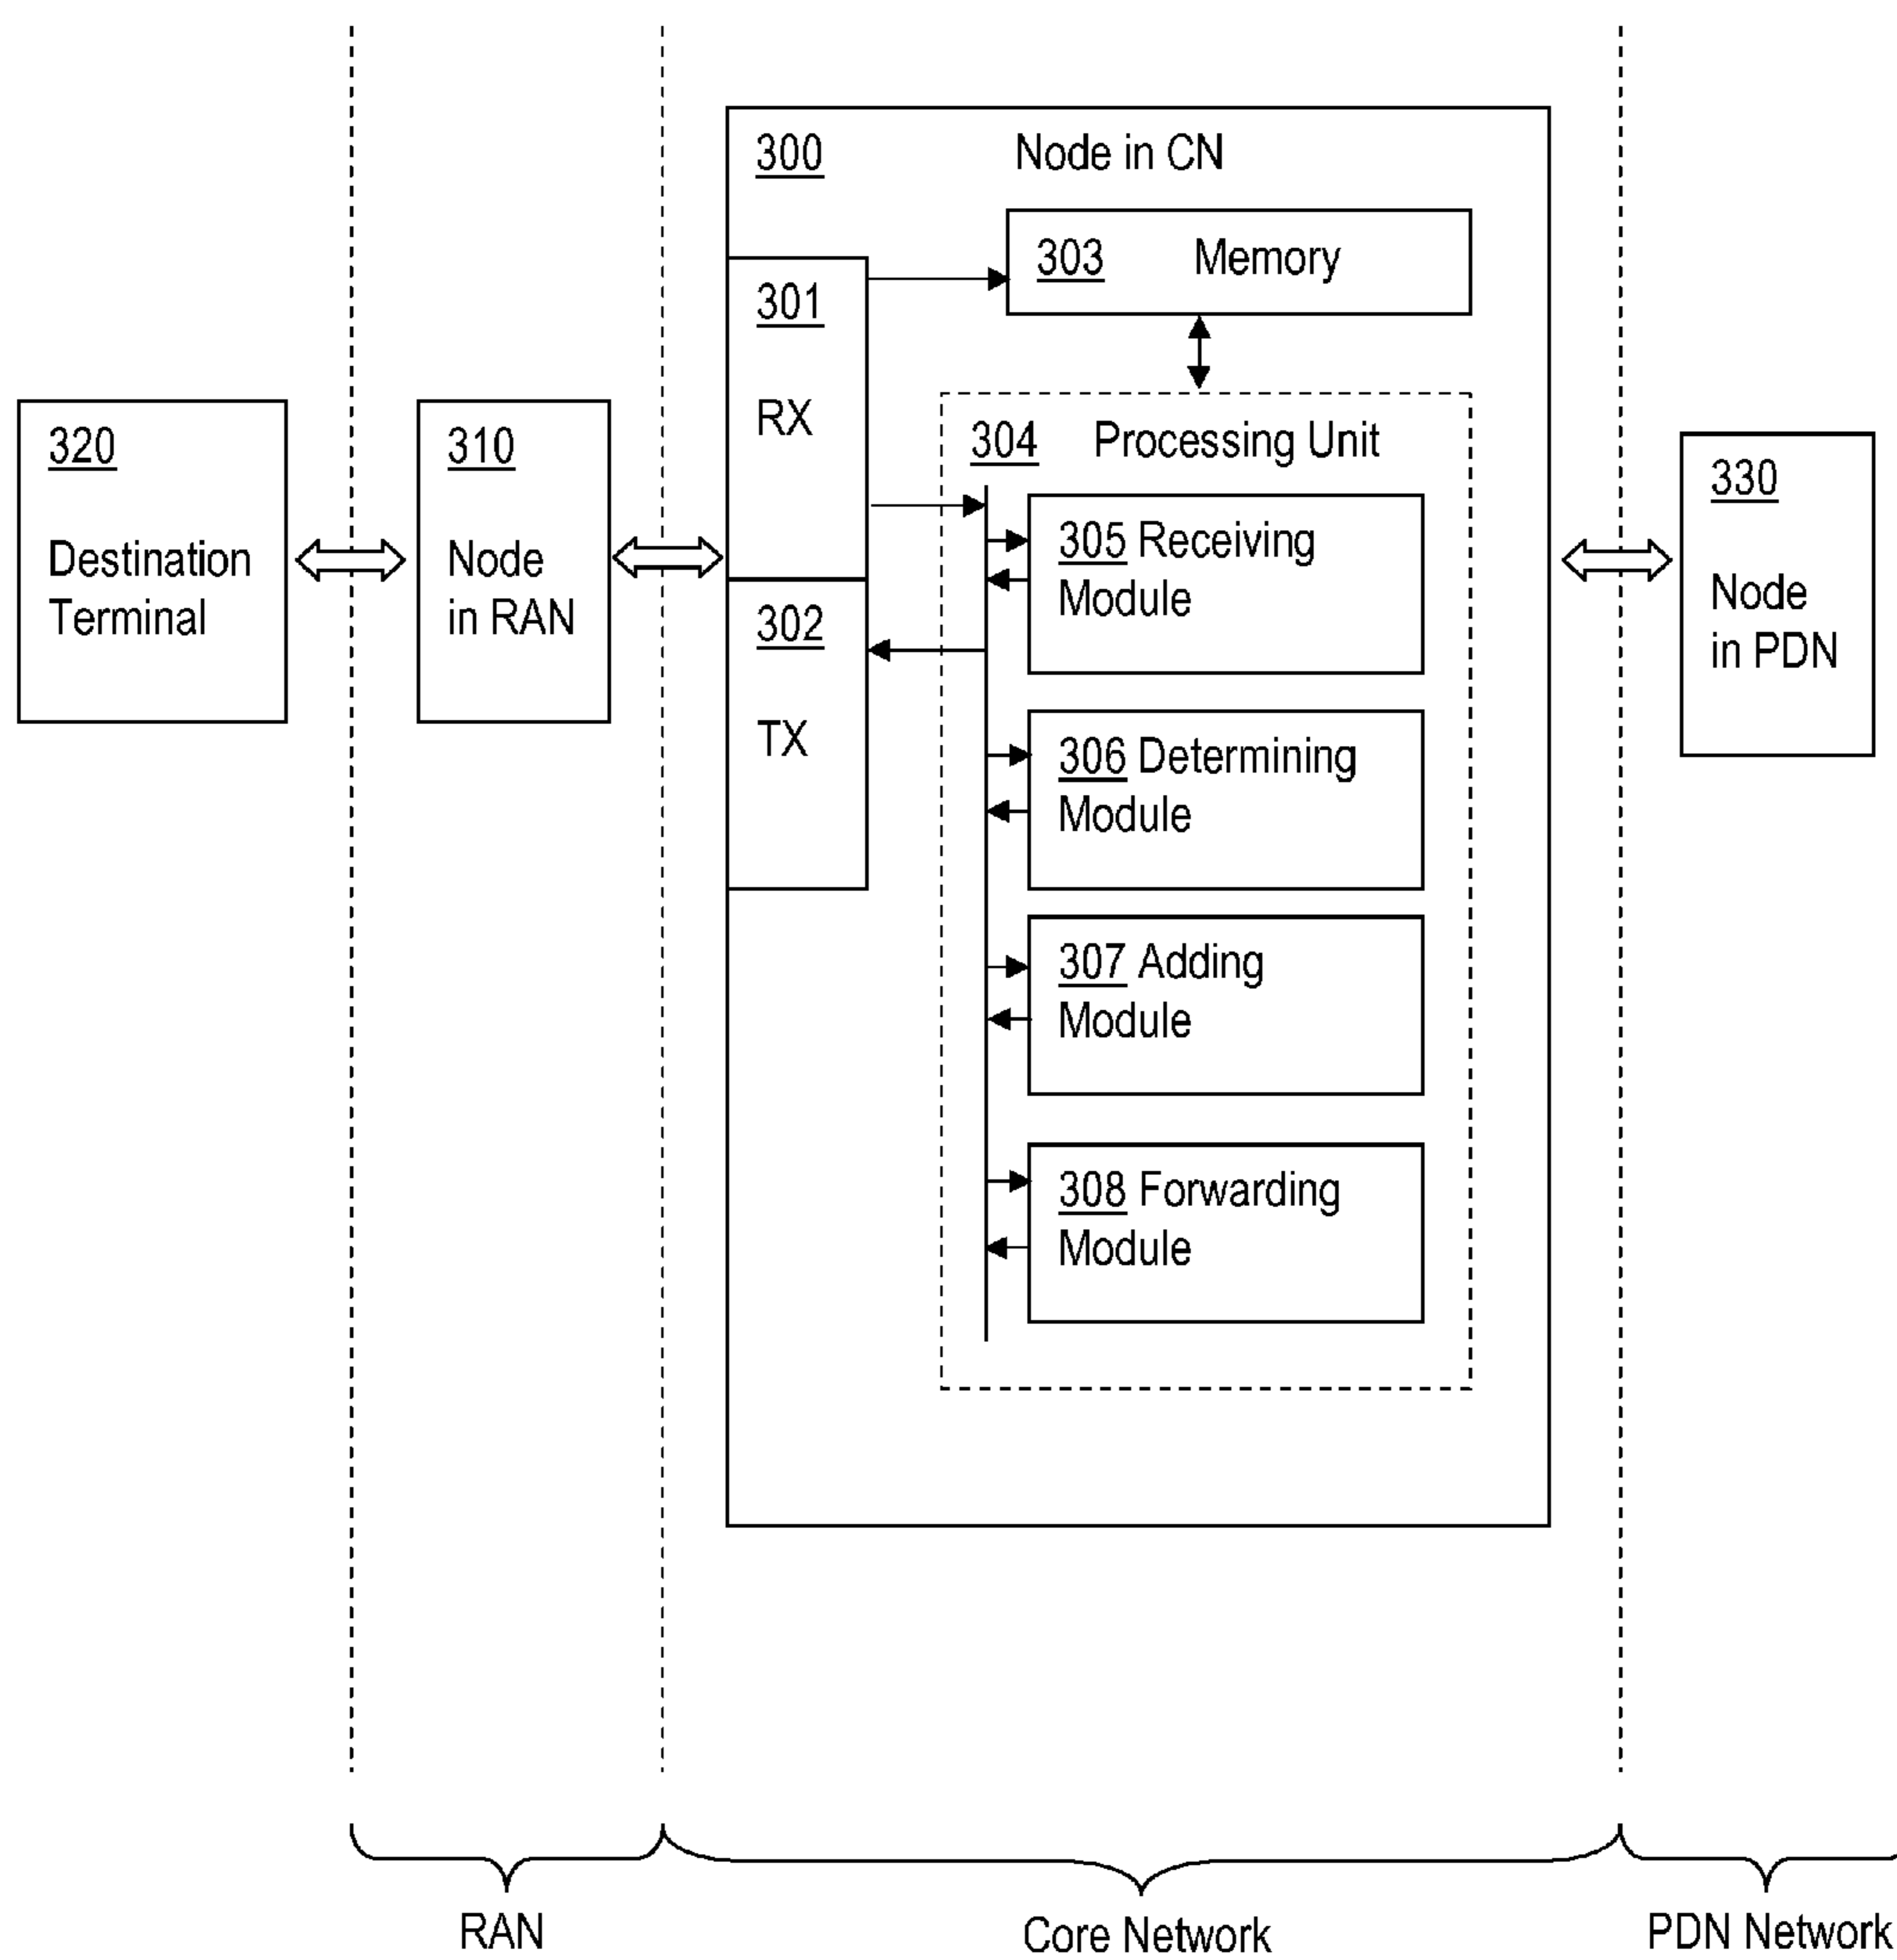 300 Node in CN
303 Memory
301
RX
320
Destination
Terminal
310
Node
in RAN
304 Processing Unit
330
Node
in PDN
305 Receiving
Module
302
TX
306 Determining
Module
307 Adding
Module
308 Forwarding
Module
RAN
Core Network
PDN Network